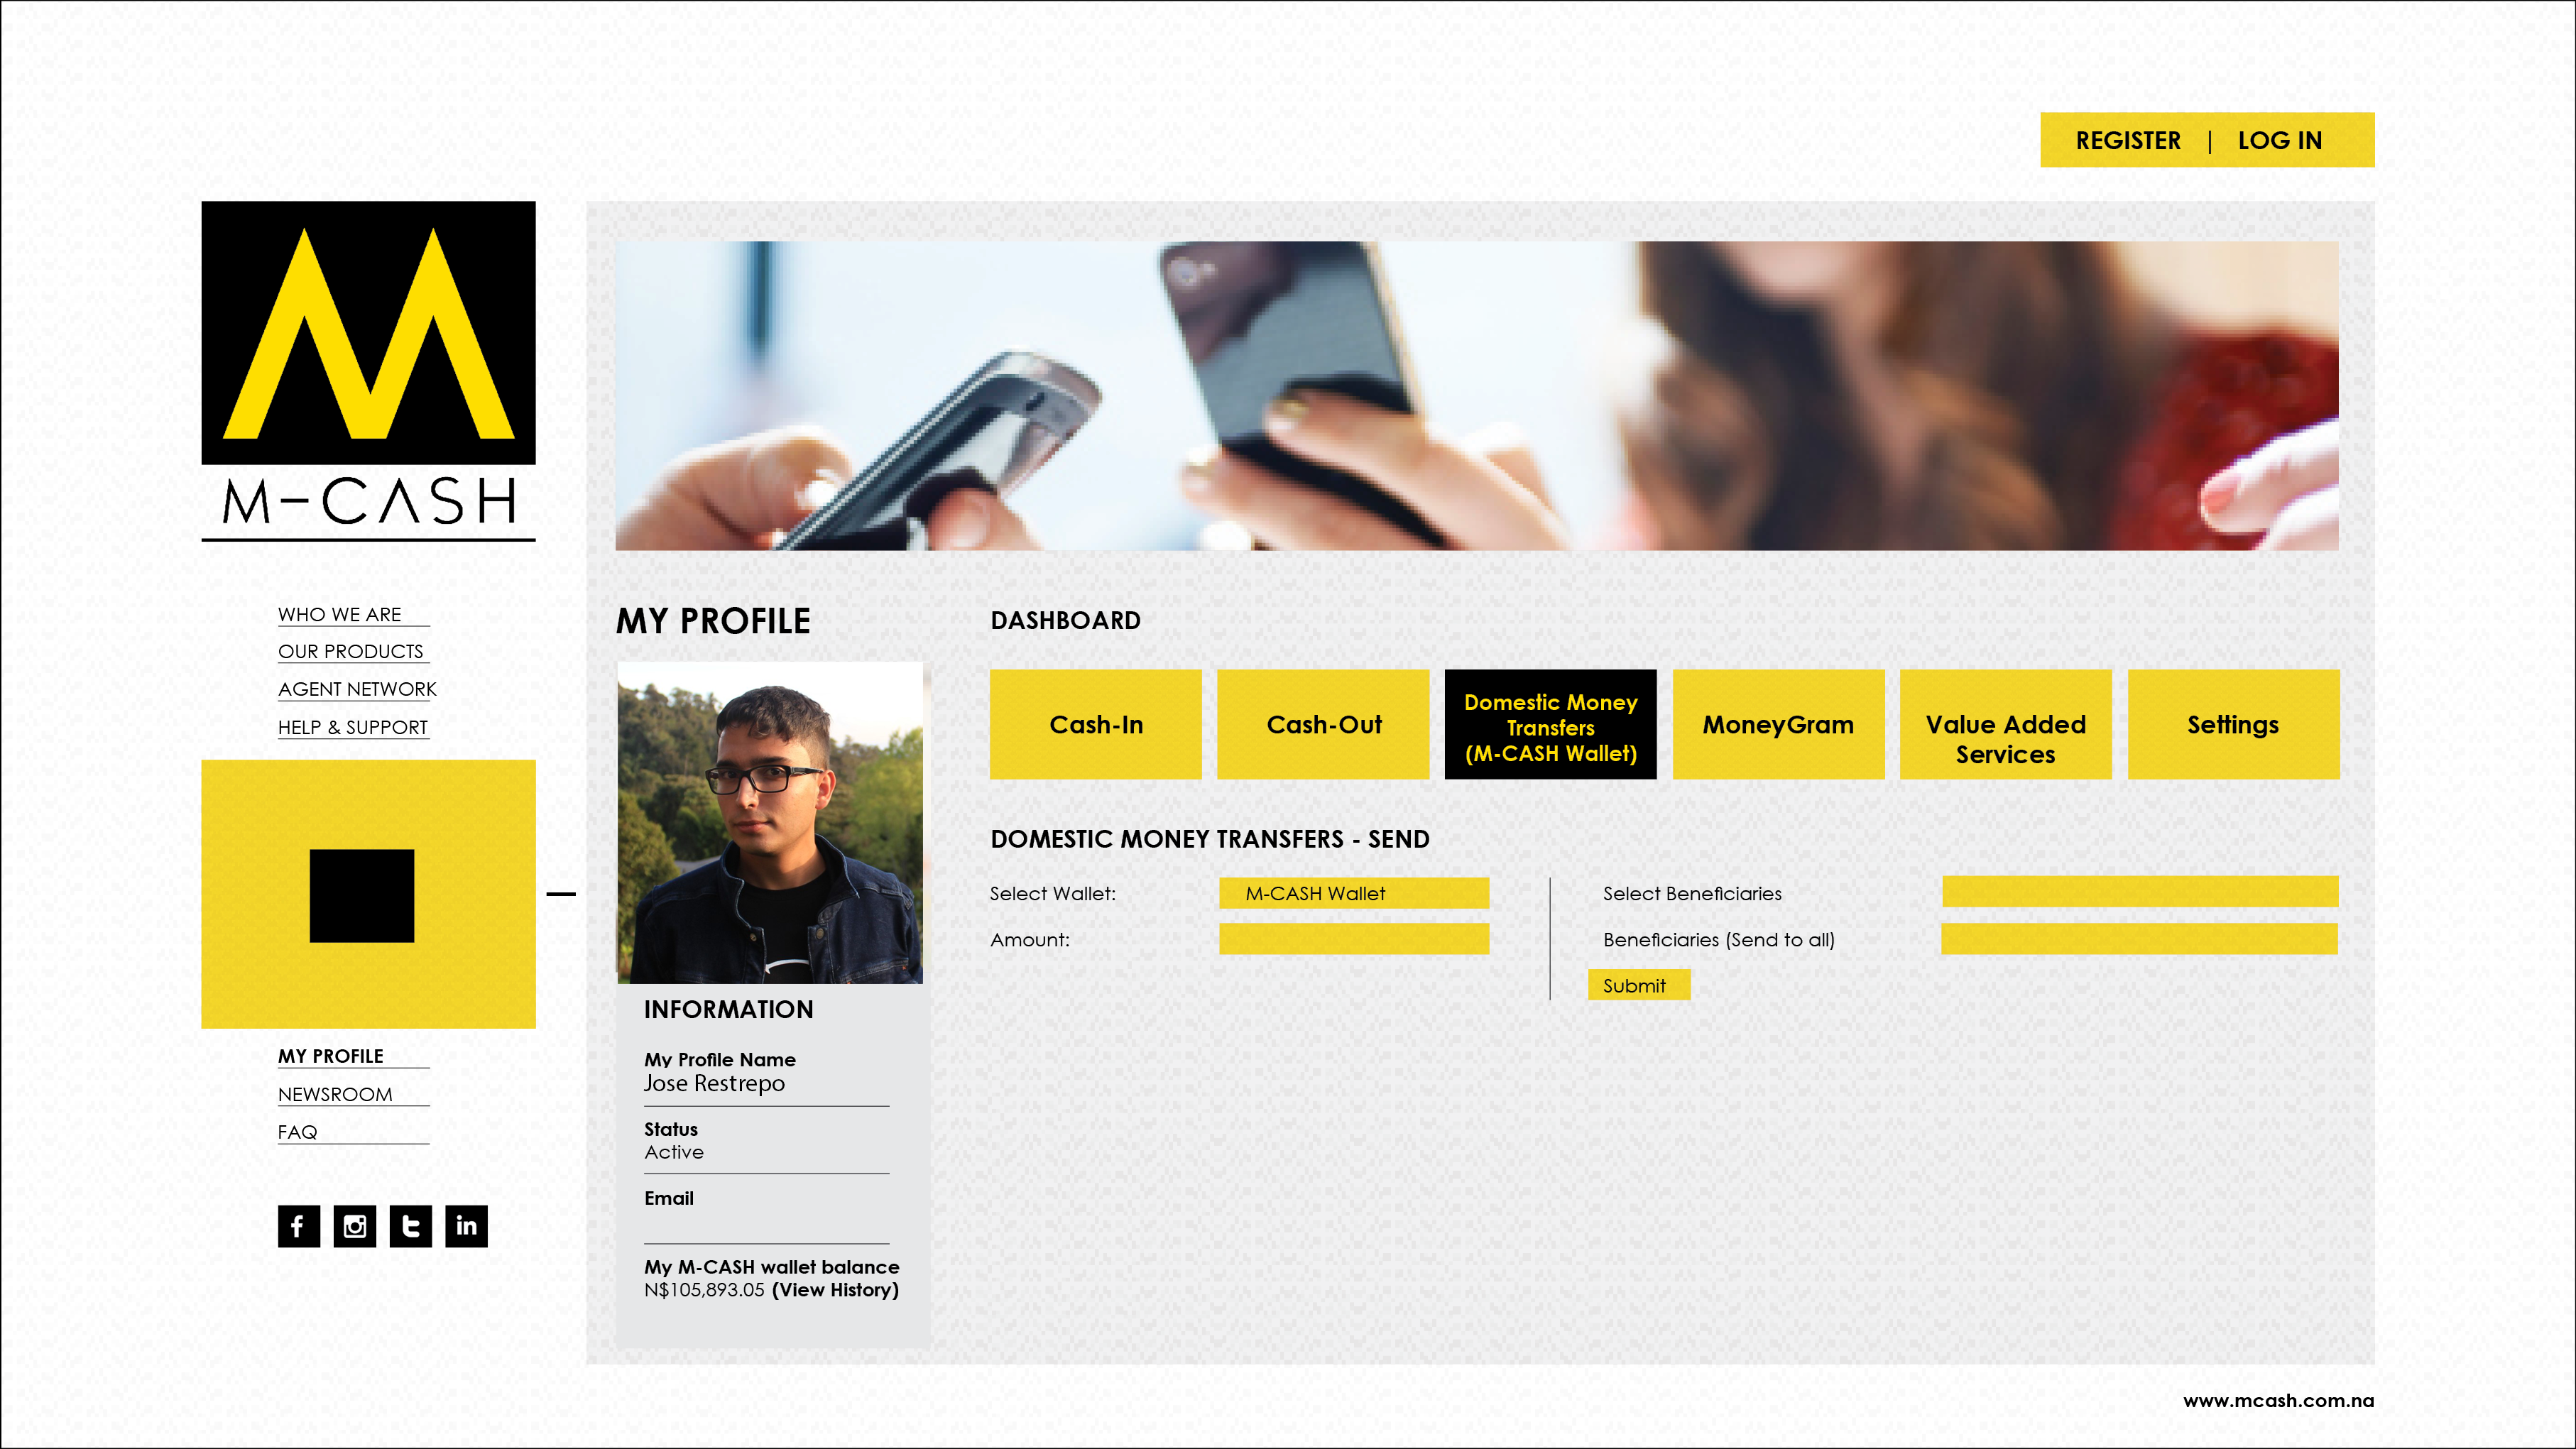 REGISTER | LOG IN
M-CASH
WHO WE ARE
OUR PRODUCTS
AGENT NETWORK
HELP & SUPPORT
MY PROFILE
NEWSROOM
FAQ
MY PROFILE
INFORMATION
My Profile Name
Jose Restrepo
Status
Active
Email
My M-CASH wallet balance
N$105,893.05 (View History)
DASHBOARD
Cash-In
Cash-Out
Domestic Money
Transfers
(M-CASH Wallet)
MoneyGram
Value Added
Services
Settings
DOMESTIC MONEY TRANSFERS - SEND
Select Wallet: M-CASH Wallet
Amount:
Select Beneficiaries
Beneficiaries (Send to all)
Submit
www.mcash.com.na